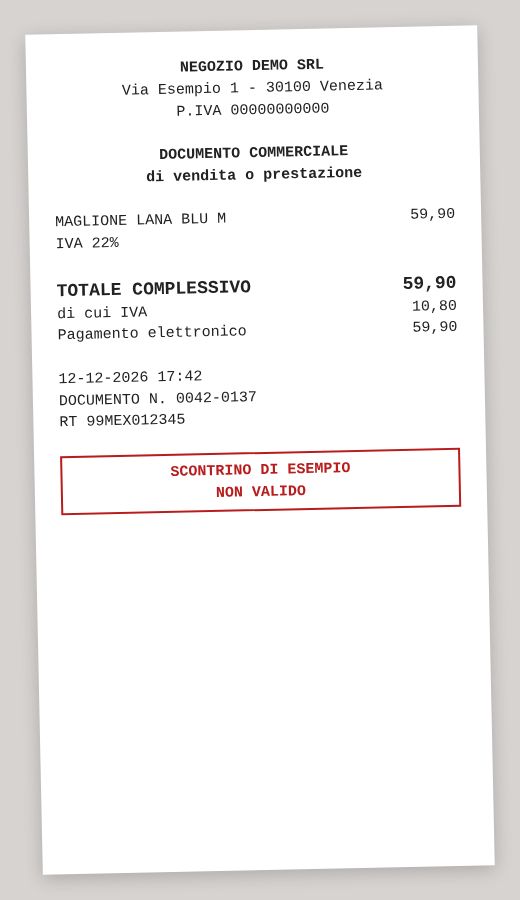 NEGOZIO DEMO SRL
Via Esempio 1 - 30100 Venezia
P.IVA 00000000000
DOCUMENTO COMMERCIALE
di vendita o prestazione
MAGLIONE LANA BLU M 59,90
IVA 22%
TOTALE COMPLESSIVO 59,90
di cui IVA 10,80
Pagamento elettronico 59,90
12-12-2026 17:42
DOCUMENTO N. 0042-0137
RT 99MEX012345
SCONTRINO DI ESEMPIO
NON VALIDO